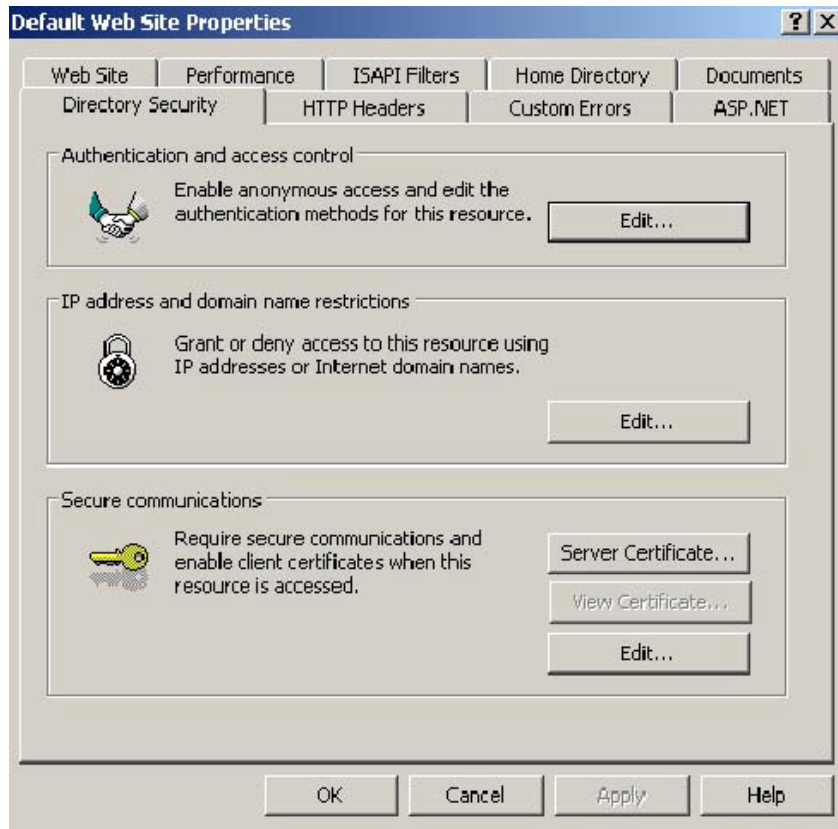 Default Web Site Properties
? X
Web Site Performance ISAPI Filters Home Directory Documents
Directory Security HTTP Headers Custom Errors ASP.NET
Authentication and access control
Enable anonymous access and edit the
authentication methods for this resource.
Edit...
IP address and domain name restrictions
Grant or deny access to this resource using
IP addresses or Internet domain names.
Edit...
Secure communications
Require secure communications and
enable client certificates when this
resource is accessed.
Server Certificate...
View Certificate...
Edit...
OK Cancel Apply Help